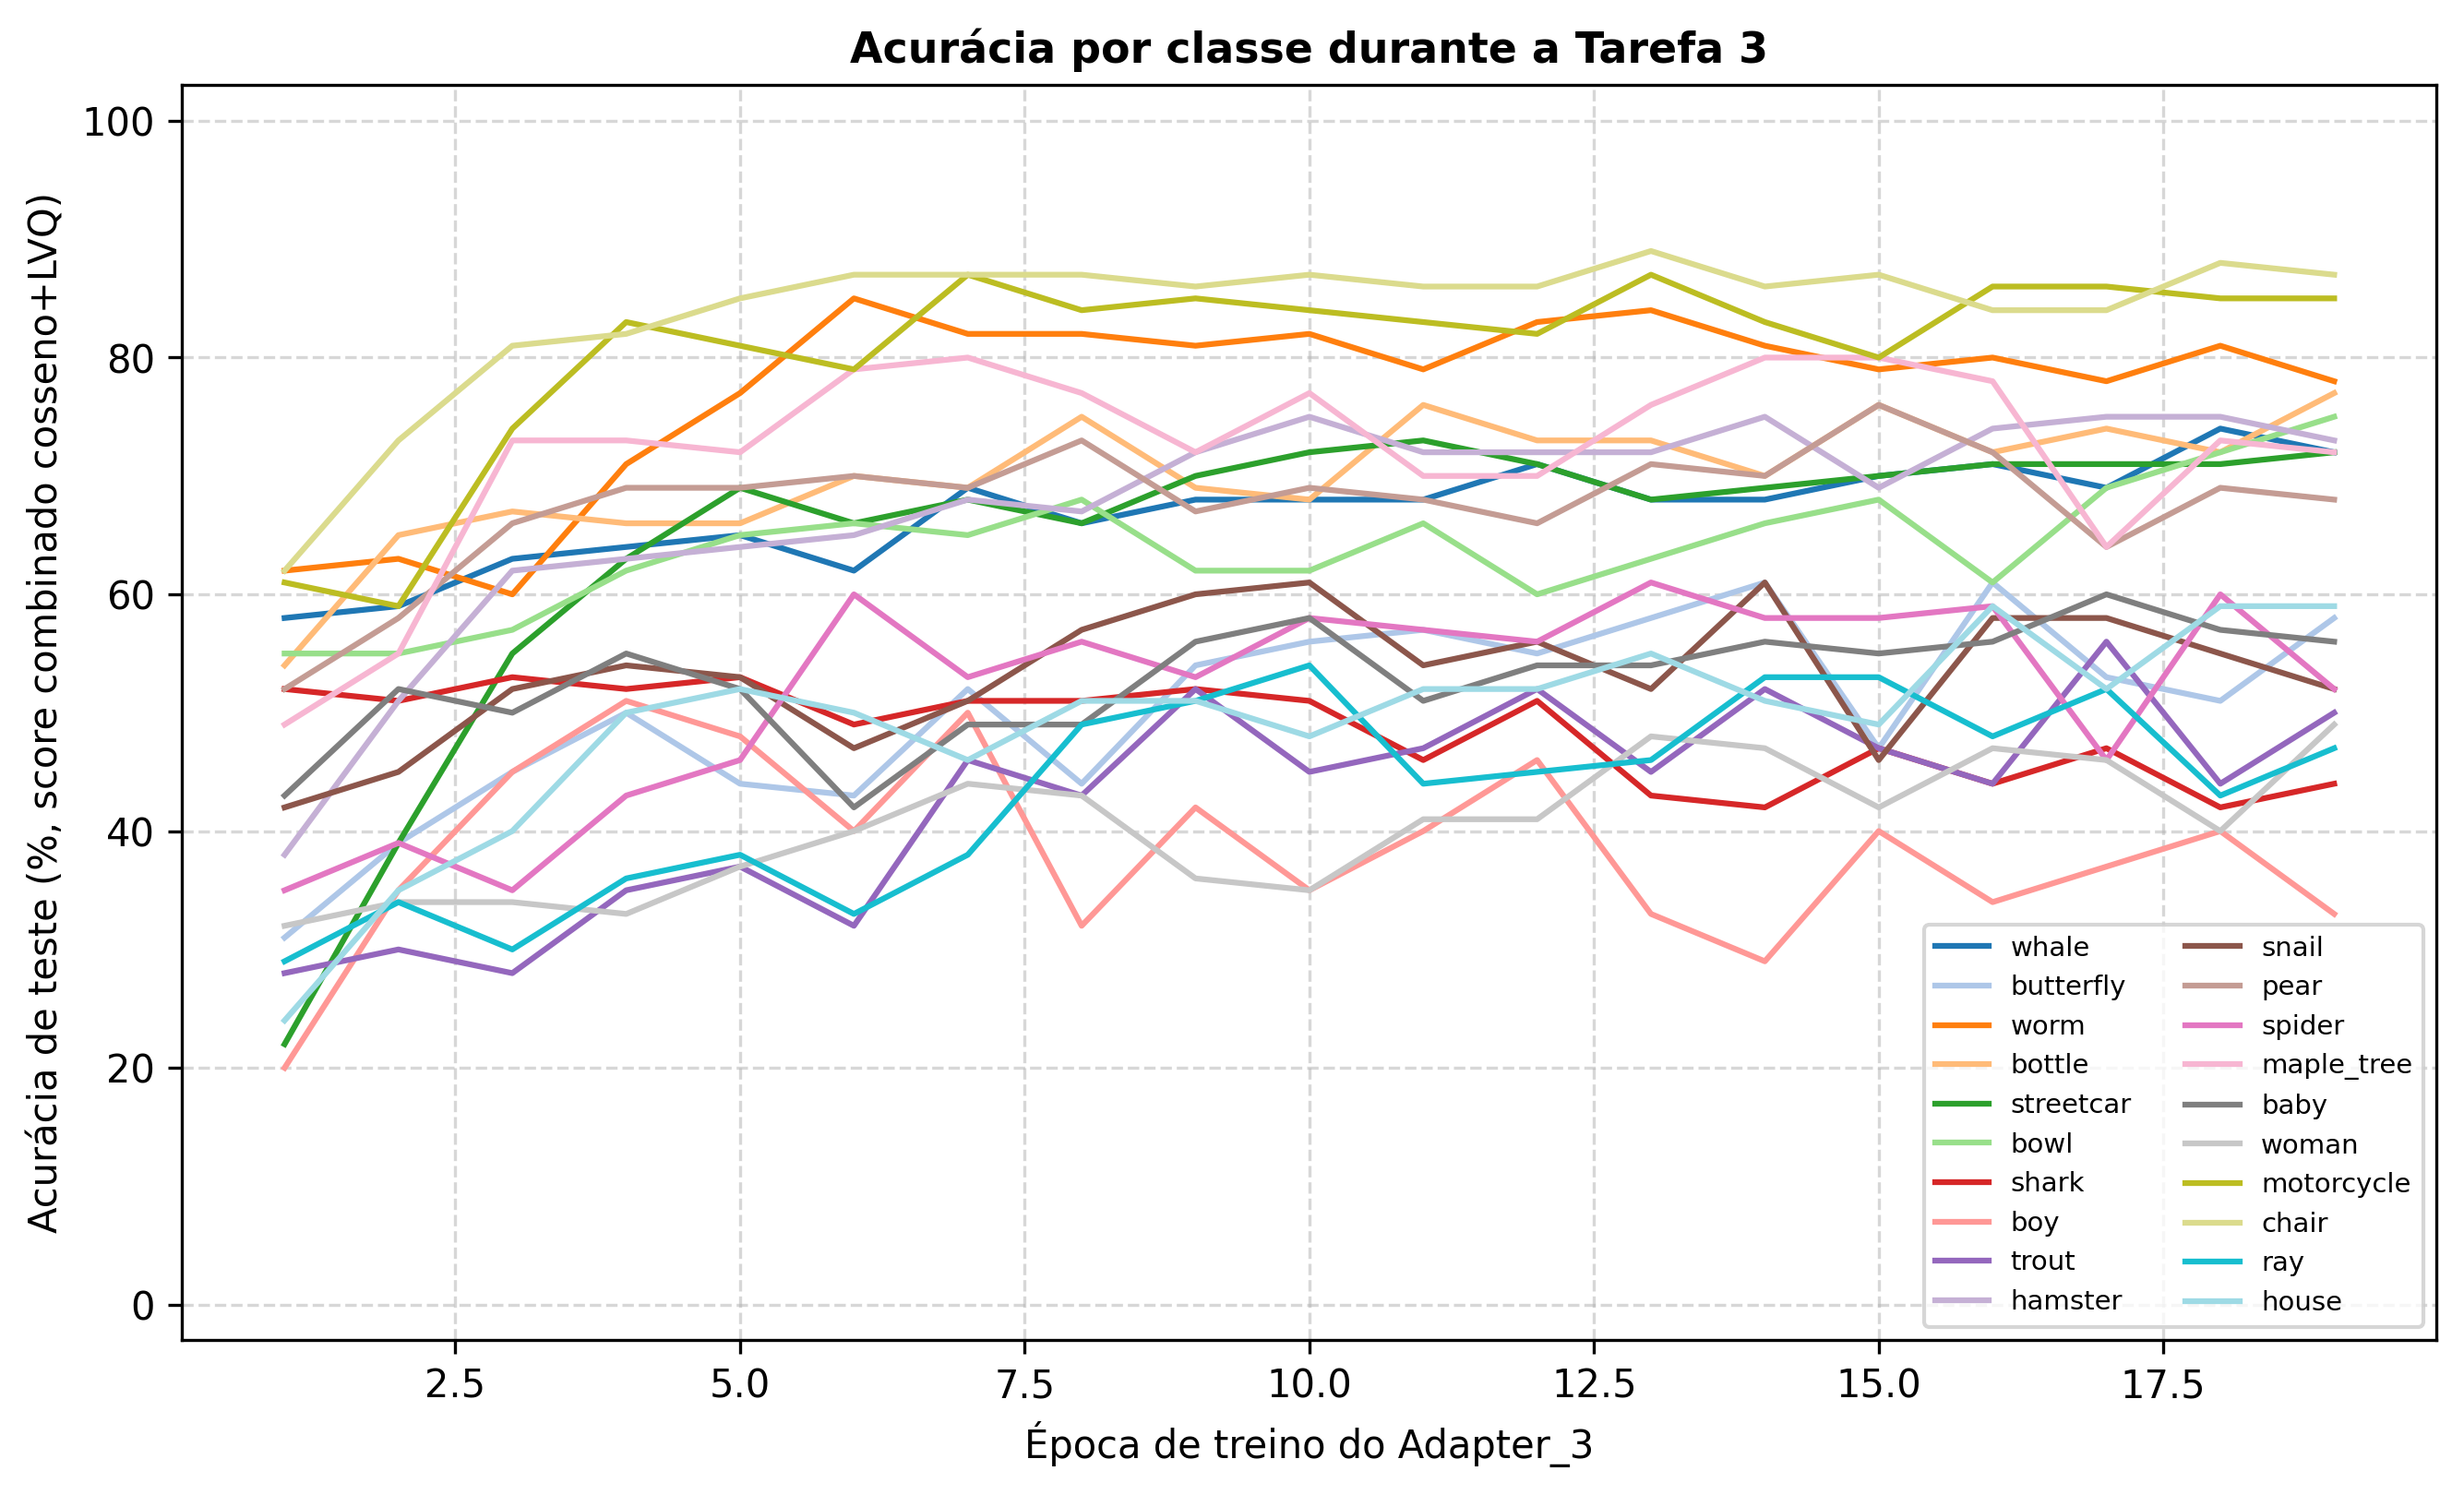 Acurácia por classe durante a Tarefa 3
Acurácia de teste (%, score combinado cosseno+LVQ)
100
80
60
40
20
0
2.5
5.0
7.5
10.0
12.5
15.0
17.5
Época de treino do Adapter_3
whale
butterfly
worm
bottle
streetcar
bowl
shark
boy
trout
hamster
snail
pear
spider
maple_tree
baby
woman
motorcycle
chair
ray
house